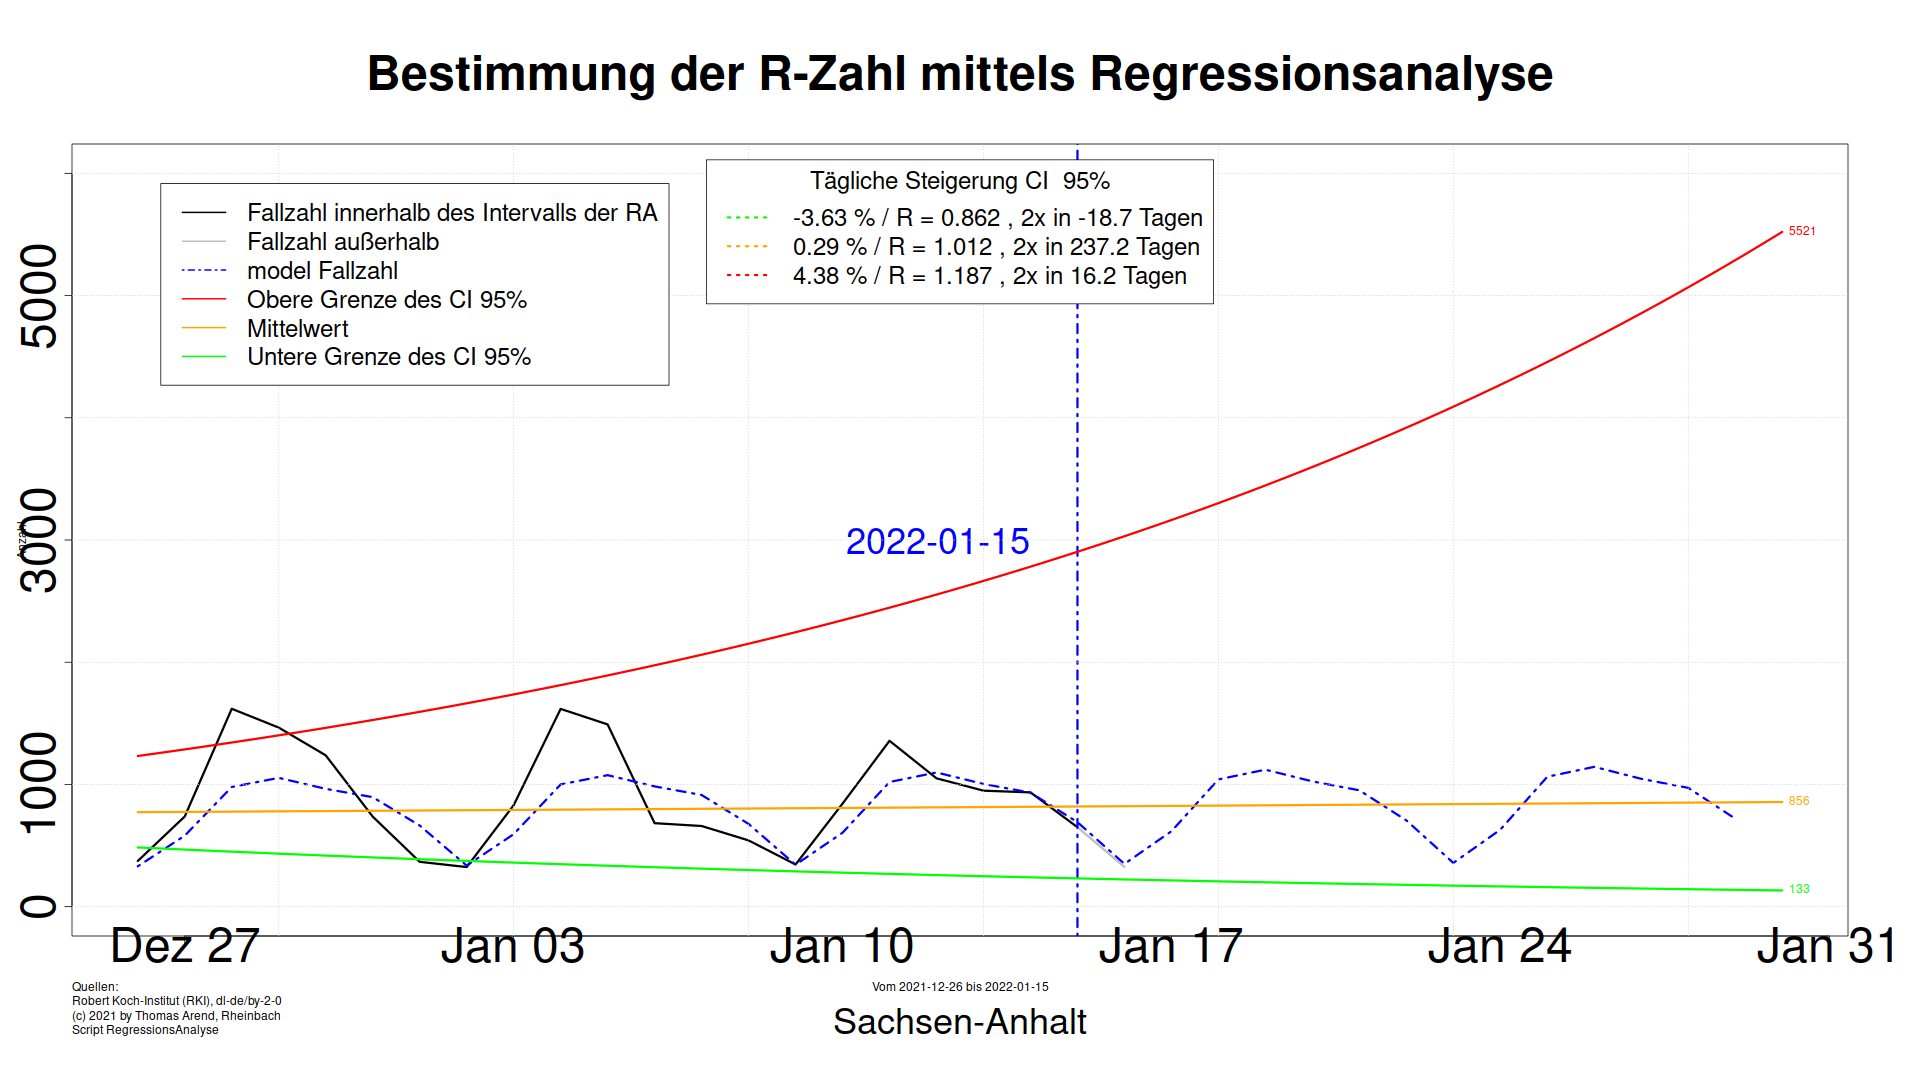 Bestimmung der R-Zahl mittels Regressionsanalyse
Fallzahl innerhalb des Intervalls der RA
Fallzahl außerhalb
model Fallzahl
Obere Grenze des CI 95%
Mittelwert
Untere Grenze des CI 95%
Tägliche Steigerung CI  95%
-3.63 % / R = 0.862 , 2x in -18.7 Tagen
0.29 % / R = 1.012 , 2x in 237.2 Tagen
4.38 % / R = 1.187 , 2x in 16.2 Tagen
5521
5000
2022-01-15
3000
Anzahl
1000
856
133
0
Dez 27 Jan 03 Jan 10 Jan 17 Jan 24 Jan 31
Quellen:
Robert Koch-Institut (RKI), dl-de/by-2-0
(c) 2021 by Thomas Arend, Rheinbach
Script RegressionsAnalyse
Vom 2021-12-26 bis 2022-01-15
Sachsen-Anhalt